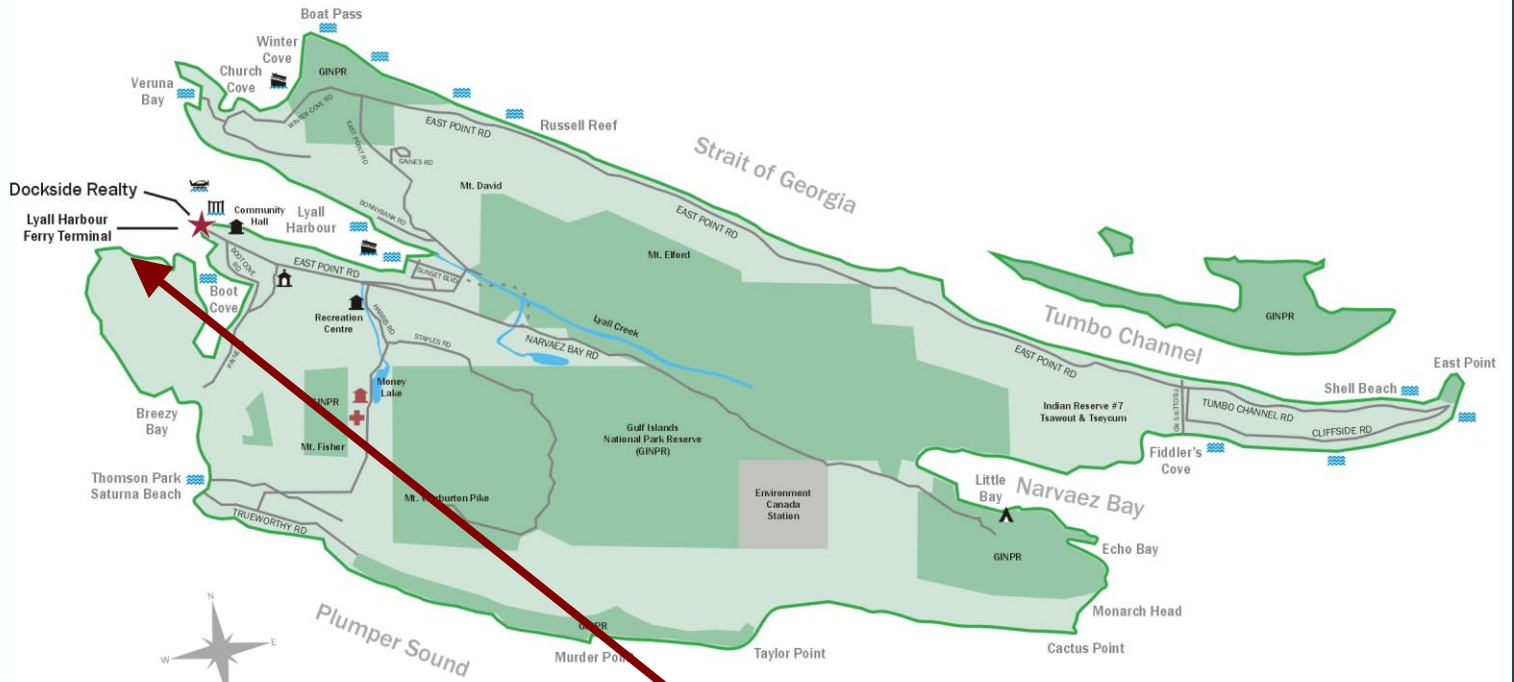 Boat Pass
Winter
Cove
Church
Cove
GINPR
Veruna
Bay
WINTER COVE RD
EAST POINT RD
EAST POINT RD
Russell Reef
GAINES RD
Strait of Georgia
Mt. David
Dockside Realty
Lyall Harbour
Ferry Terminal
Community
Hall
Lyall
Harbour
BONNYBANK RD
EAST POINT RD
Mt. Elford
BOOT COVE
RD
EAST POINT RD
SUNSET BLVD
Boot
Cove
Recreation
Centre
HARRIS RD
STAPLES RD
NARVAEZ BAY RD
Lyall Creek
Tumbo Channel
GINPR
EAST POINT RD
East Point
Shell Beach
Money
Lake
GINPR
Breezy
Bay
Mt. Fisher
Gulf Islands
National Park Reserve
(GINPR)
Indian Reserve #7
Tsawout & Tseycum
FIDDLER'S RD
TUMBO CHANNEL RD
CLIFFSIDE RD
Fiddler's
Cove
Thomson Park
Saturna Beach
TRUEWORTHY RD
Mt. Warburton Pike
Environment
Canada
Station
Little
Bay
Narvaez Bay
Echo Bay
GINPR
Monarch Head
Cactus Point
Plumper Sound
GINPR
Murder Point
Taylor Point
N
W
E